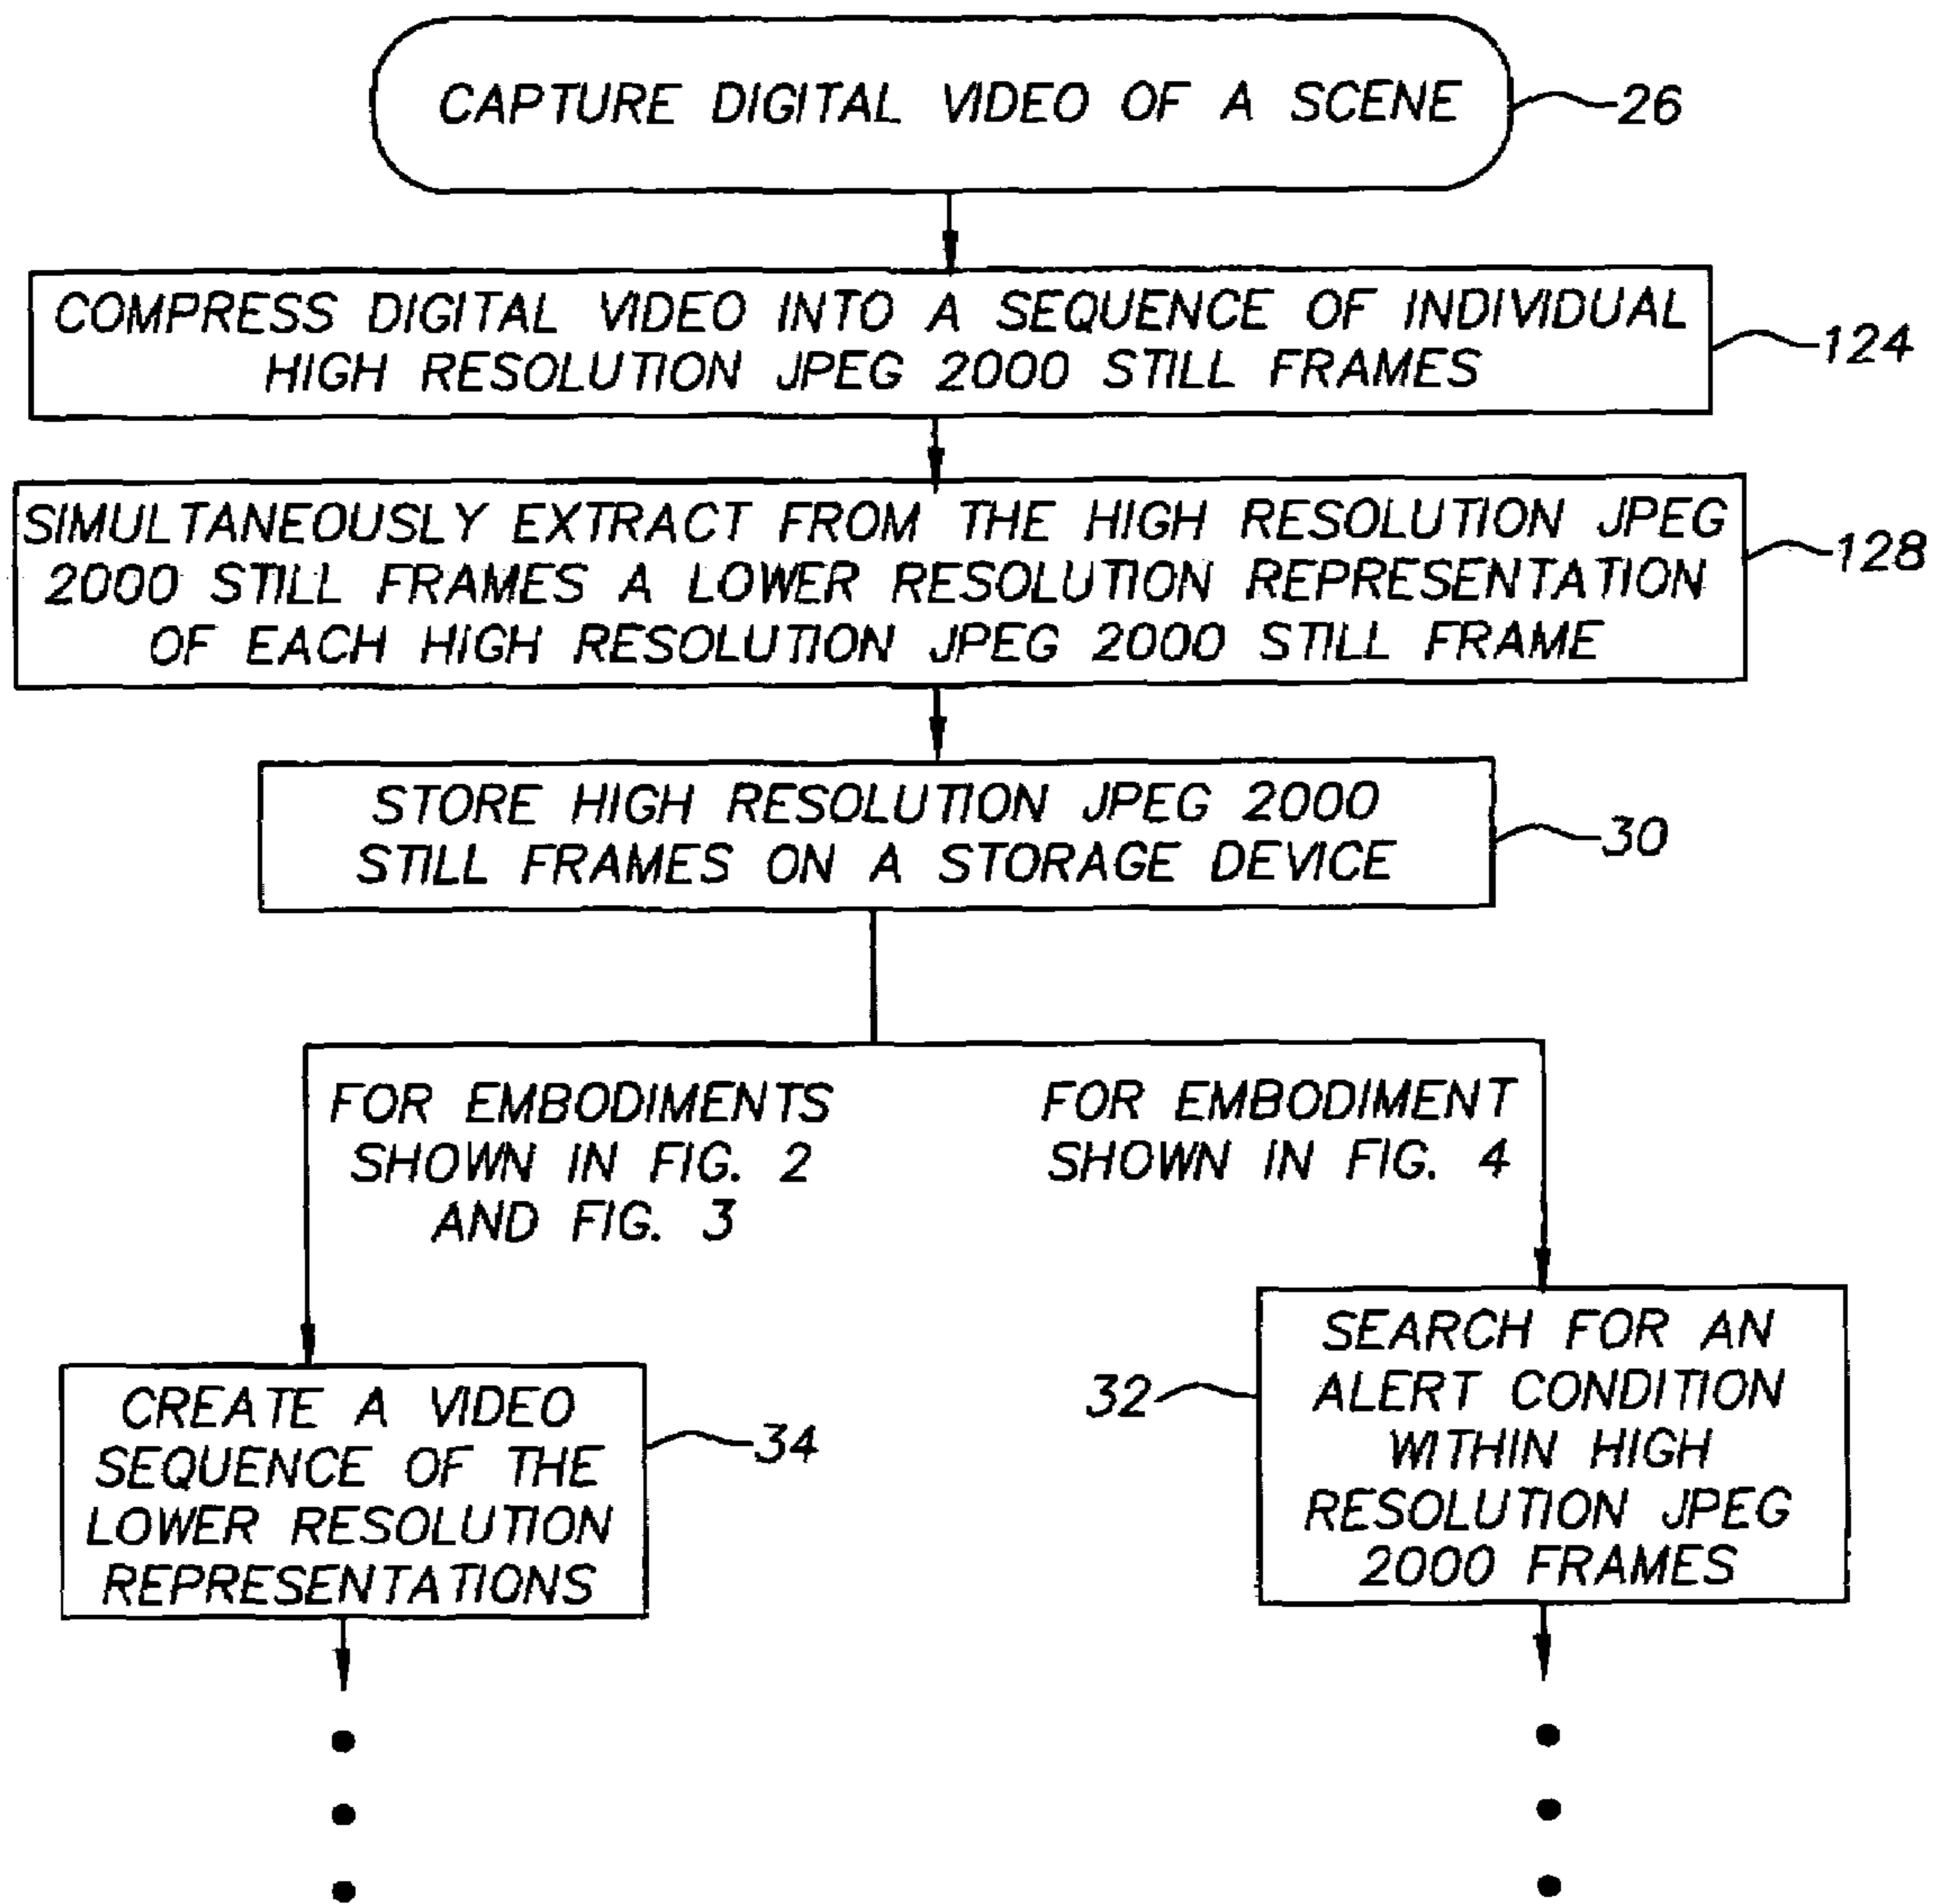 CAPTURE DIGITAL VIDEO OF A SCENE
26
COMPRESS DIGITAL VIDEO INTO A SEQUENCE OF INDIVIDUAL
HIGH RESOLUTION JPEG 2000 STILL FRAMES
124
SIMULTANEOUSLY EXTRACT FROM THE HIGH RESOLUTION JPEG
2000 STILL FRAMES A LOWER RESOLUTION REPRESENTATION
OF EACH HIGH RESOLUTION JPEG 2000 STILL FRAME
128
STORE HIGH RESOLUTION JPEG 2000
STILL FRAMES ON A STORAGE DEVICE
30
FOR EMBODIMENTS
SHOWN IN FIG. 2
AND FIG. 3
FOR EMBODIMENT
SHOWN IN FIG. 4
CREATE A VIDEO
SEQUENCE OF THE
LOWER RESOLUTION
REPRESENTATIONS
34
32
SEARCH FOR AN
ALERT CONDITION
WITHIN HIGH
RESOLUTION JPEG
2000 FRAMES